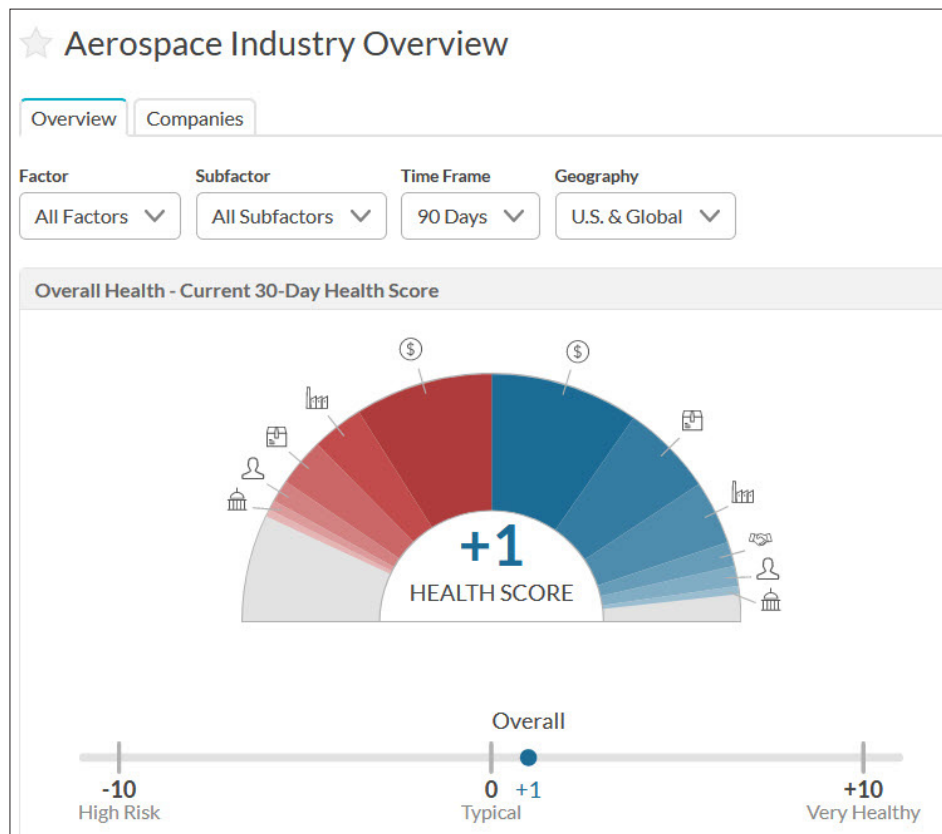 Aerospace Industry Overview
Overview Companies
Factor Subfactor Time Frame Geography
All Factors All Subfactors 90 Days U.S. & Global
Overall Health - Current 30-Day Health Score
$ $
+1
HEALTH SCORE
Overall
-10 0 +1 +10
High Risk Typical Very Healthy